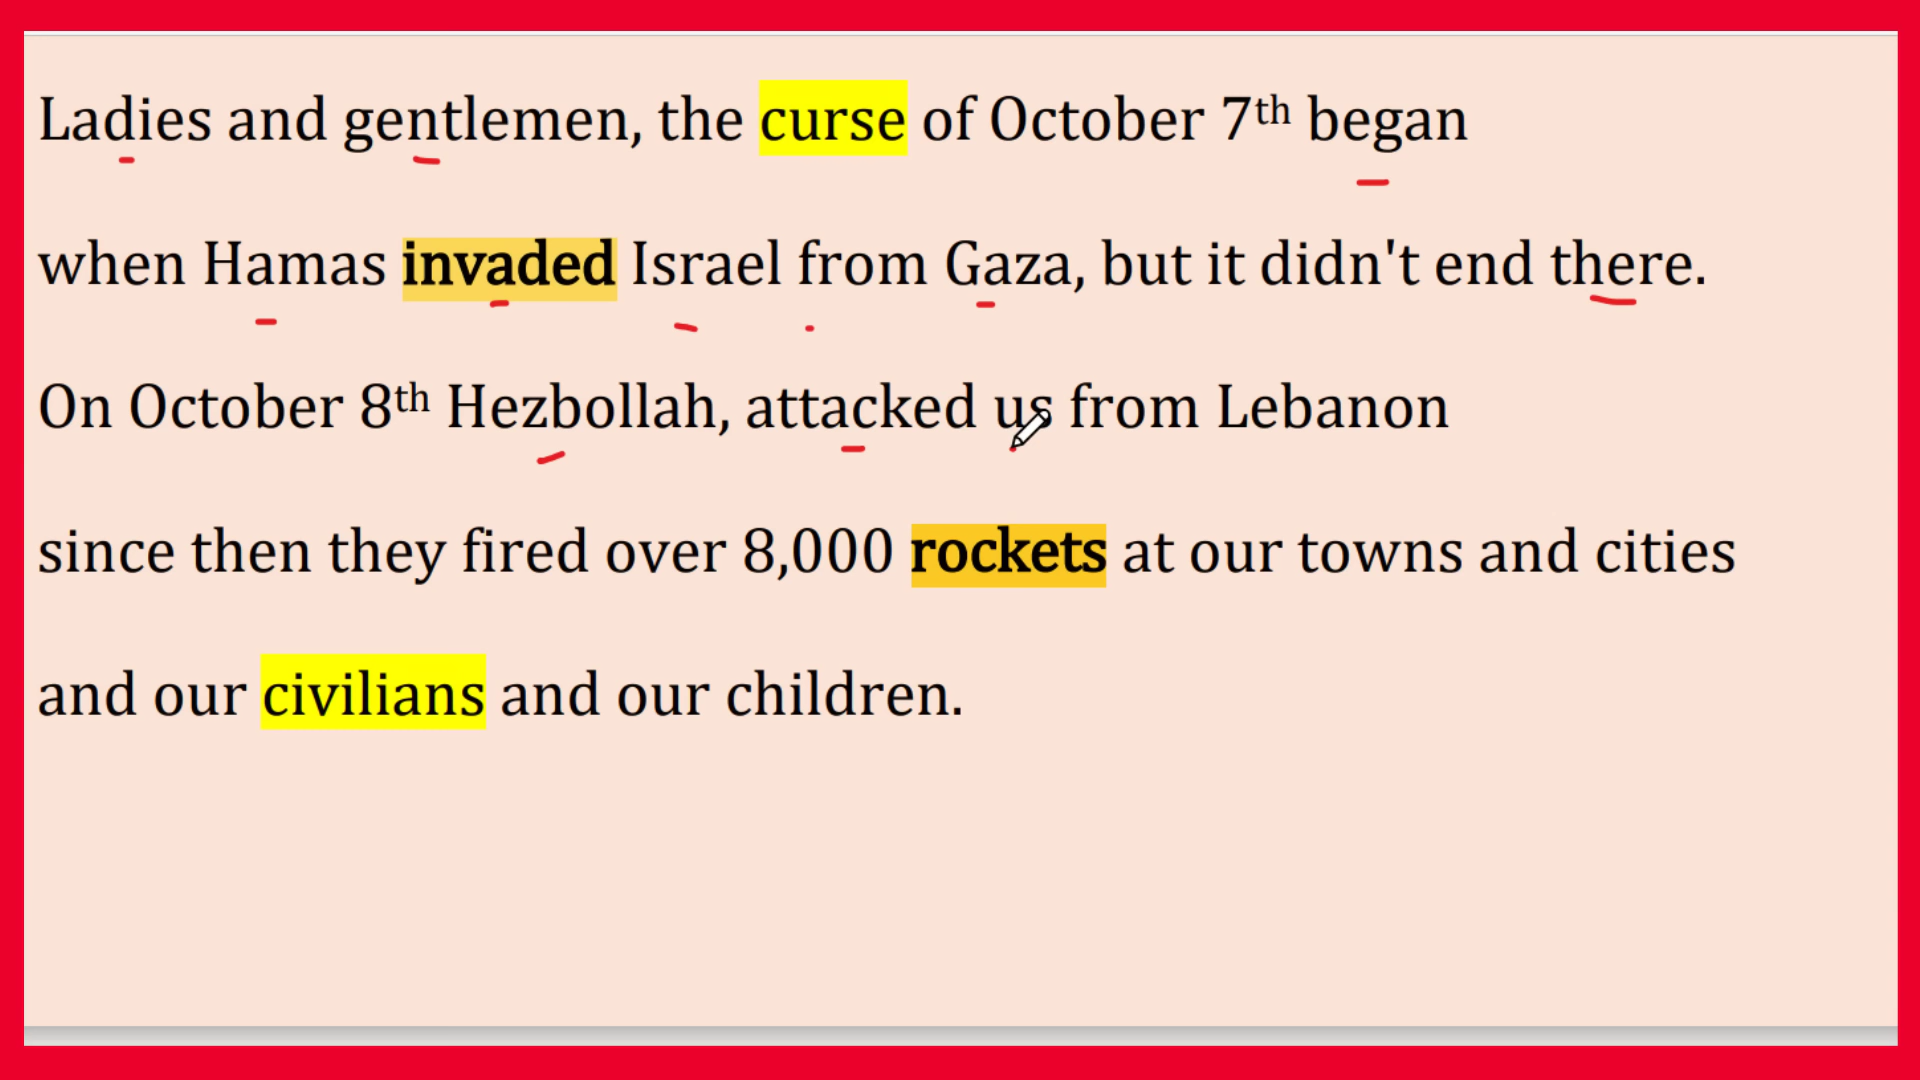 Ladies and gentlemen, the curse of October 7th began
when Hamas invaded Israel from Gaza, but it didn't end there.
On October 8th Hezbollah, attacked us from Lebanon
since then they fired over 8,000 rockets at our towns and cities
and our civilians and our children.